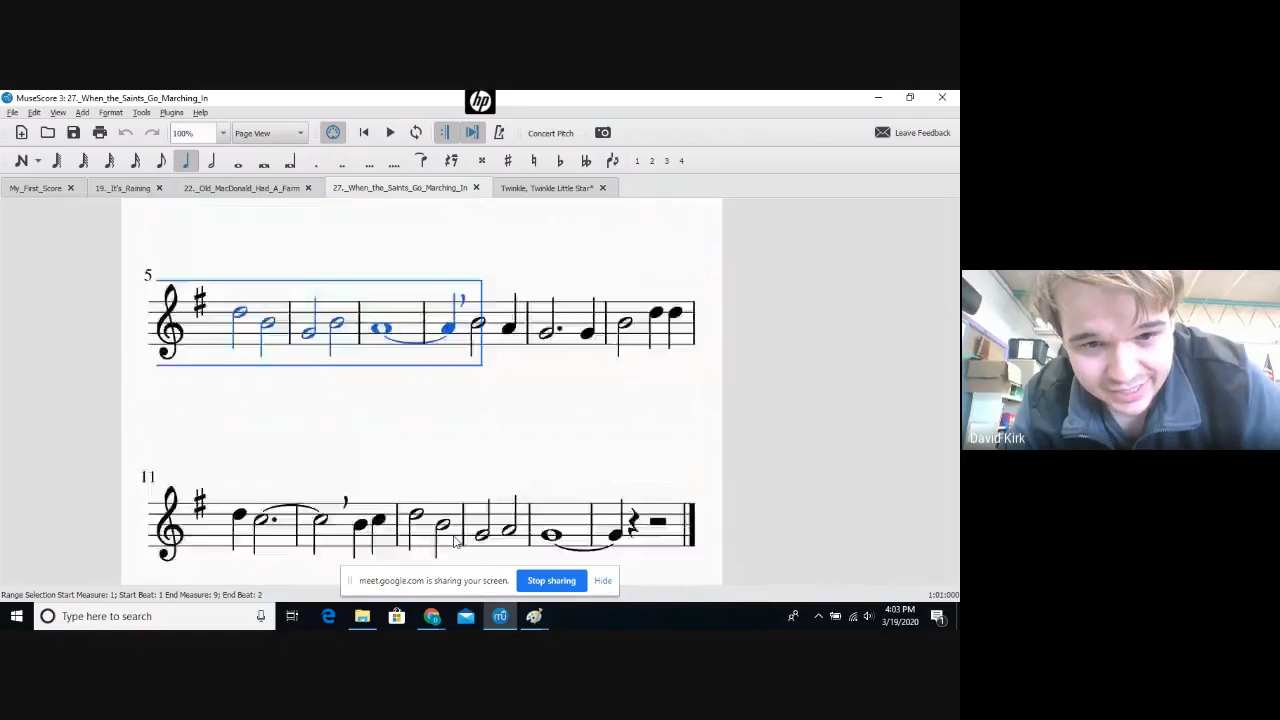 MuseScore 3: 27._When_the_Saints_Go_Marching_In
hp
File Edit View Add Format Tools Plugins Help
100% Page View Concert Pitch Leave Feedback
1 2 3 4
My_First_Score 19._It's_Raining 22._Old_MacDonald_Had_A_Farm 27._When_the_Saints_Go_Marching_In Twinkle, Twinkle Little Star*
5
David Kirk
11
meet.google.com is sharing your screen. Stop sharing Hide
Range Selection Start Measure: 1; Start Beat: 1 End Measure: 9; End Beat: 2 1:01:000
Type here to search
4:03 PM
3/19/2020